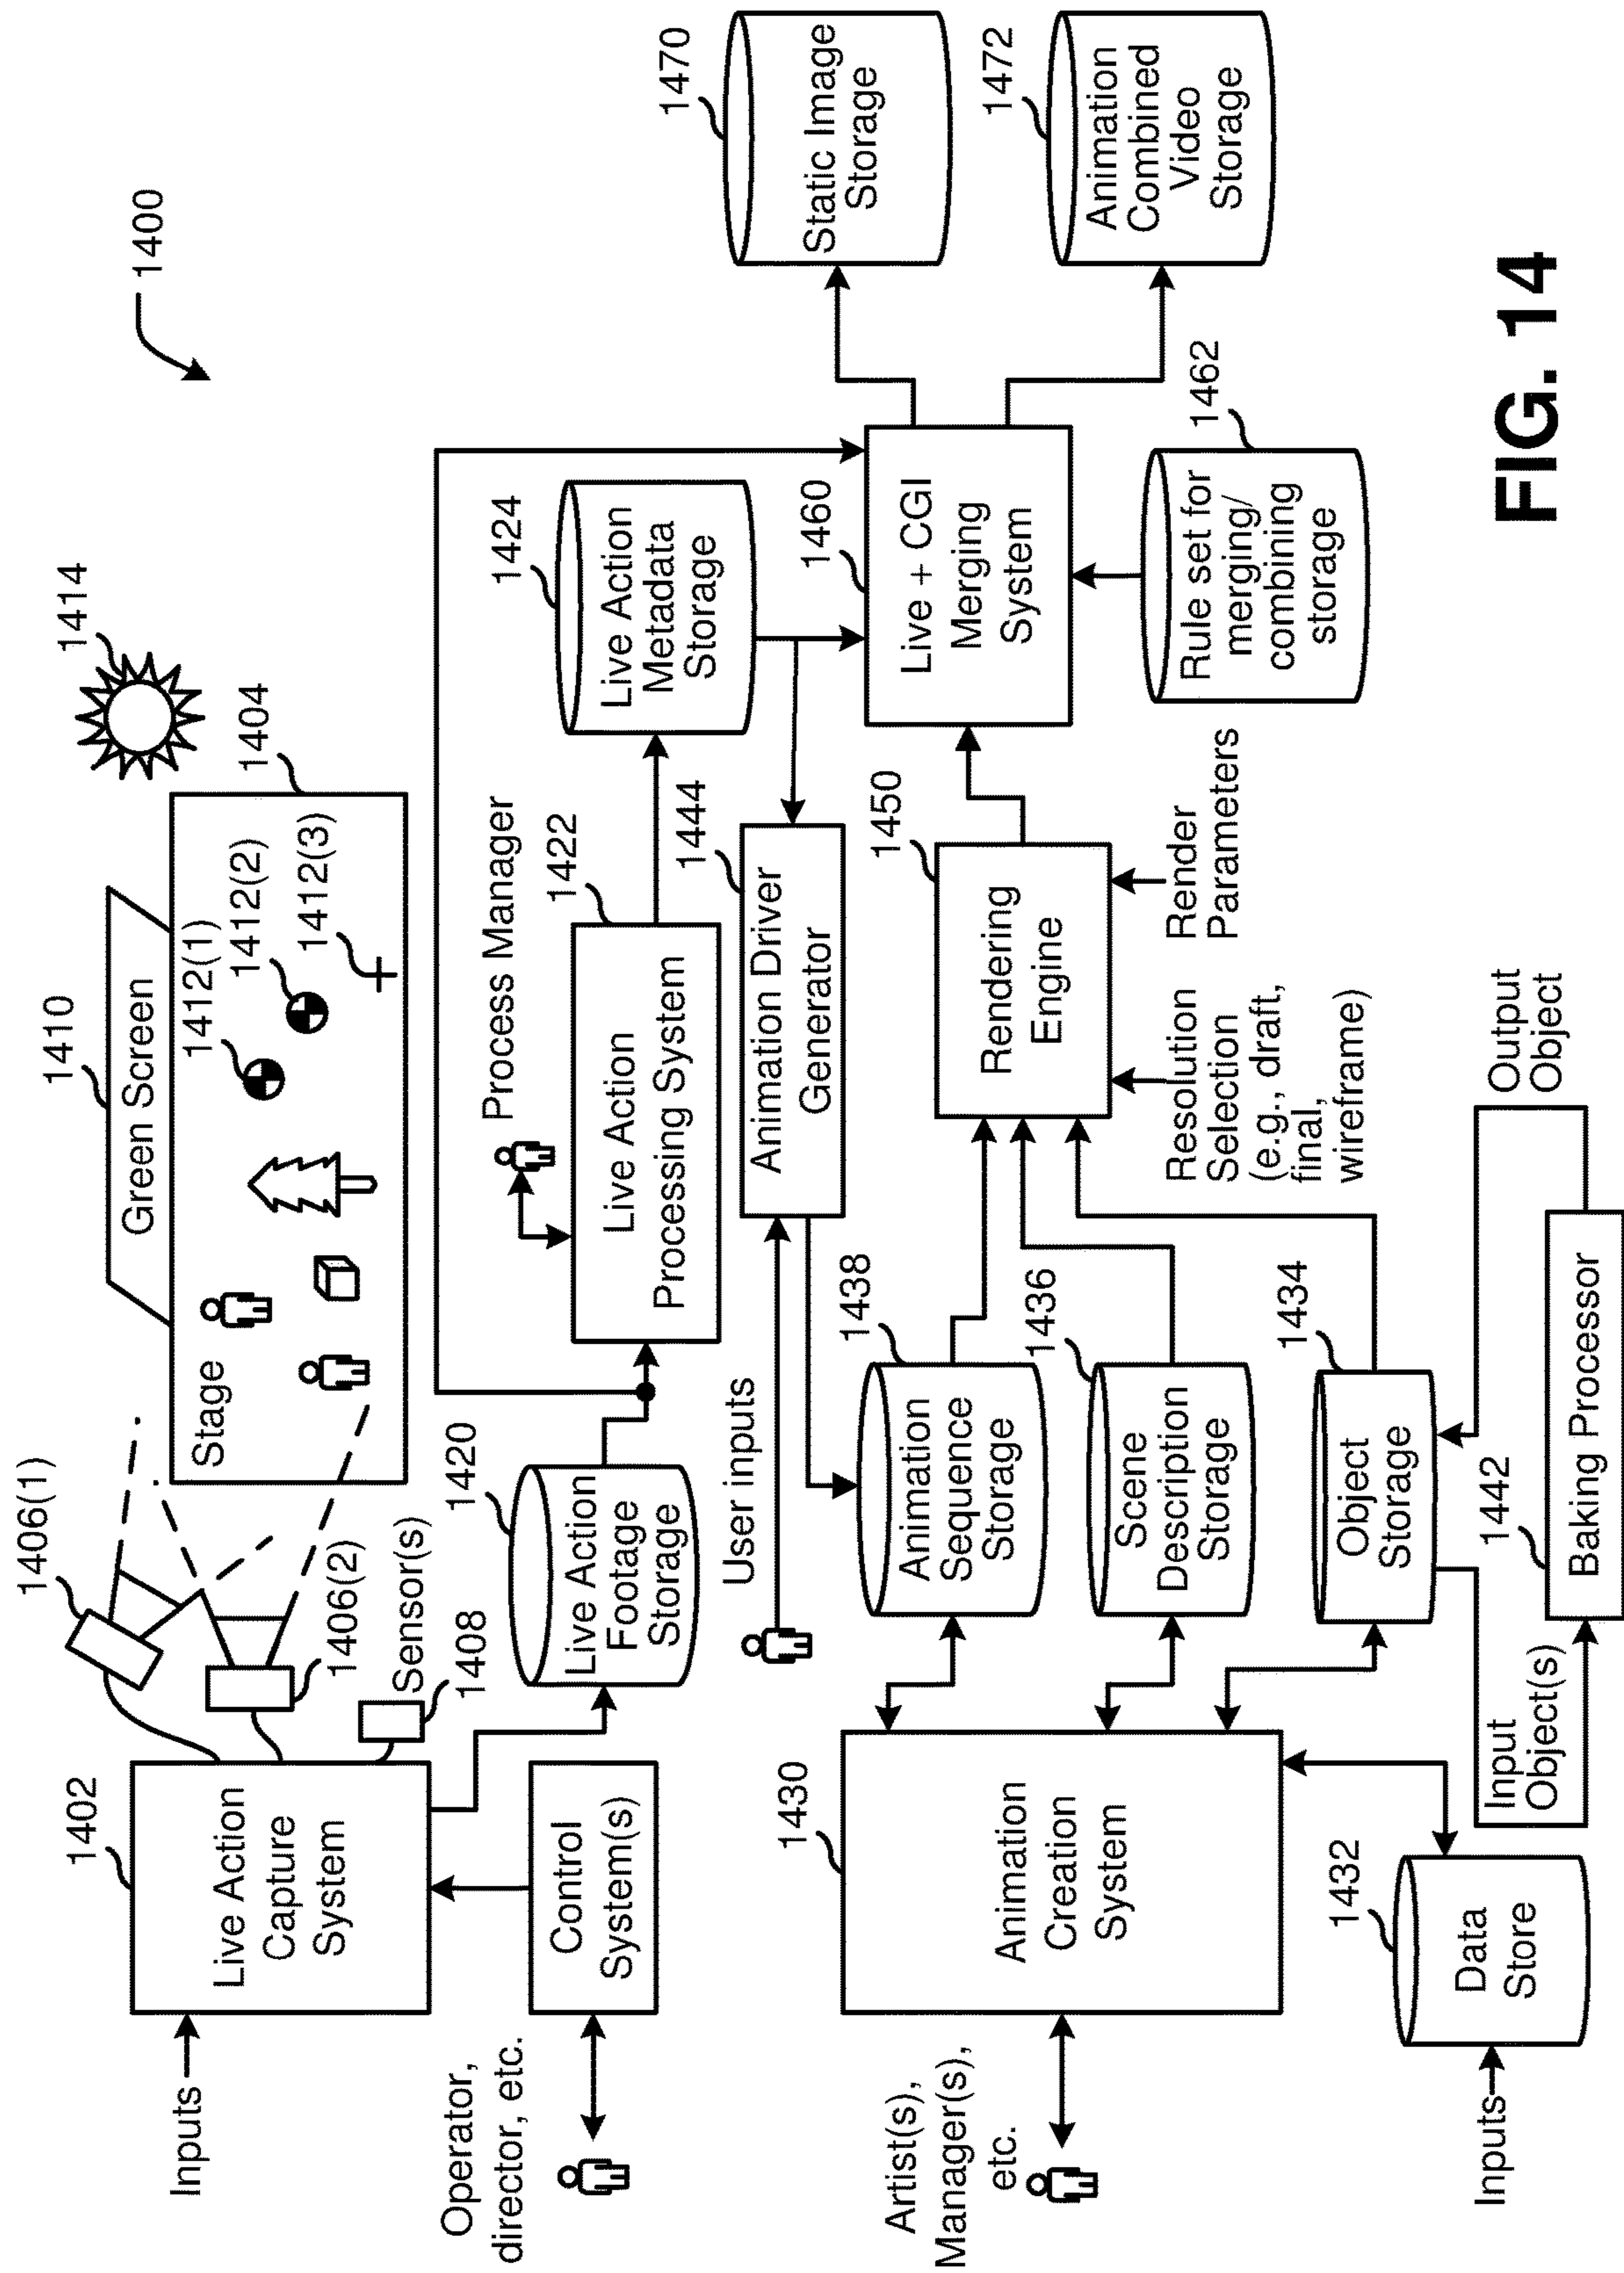 1400
1410
Green Screen
1414
1404
Stage
1412(1)
1412(2)
1412(3)
1406(1)
1406(2)
Sensor(s)
1408
1402
Live Action
Capture
System
Inputs
Operator,
director, etc.
Control
System(s)
1420
Live Action
Footage
Storage
Process Manager
1422
Live Action
Processing System
1424
Live Action
Metadata
Storage
User inputs
1444
Animation Driver
Generator
1470
Static Image
Storage
1472
Animation
Combined
Video
Storage
1460
Live + CGI
Merging
System
1462
Rule set for
merging/
combining
storage
1450
Rendering
Engine
Render
Parameters
Resolution
Selection
(e.g., draft,
final,
wireframe)
1438
Animation
Sequence
Storage
1436
Scene
Description
Storage
1434
Object
Storage
1430
Animation
Creation
System
Artist(s),
Manager(s),
etc.
1432
Data
Store
Inputs
Input
Object(s)
1442
Baking Processor
Output
Object
FIG. 14